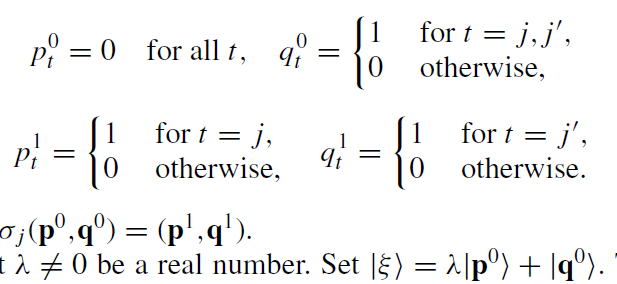 p_t^0 = 0 for all t, q_t^0 = { 1 for t = j, j′, 0 otherwise,
p_t^1 = { 1 for t = j, 0 otherwise, q_t^1 = { 1 for t = j′, 0 otherwise.
σ_j(p^0, q^0) = (p^1, q^1).
t λ ≠ 0 be a real number. Set |ξ⟩ = λ|p^0⟩ + |q^0⟩.